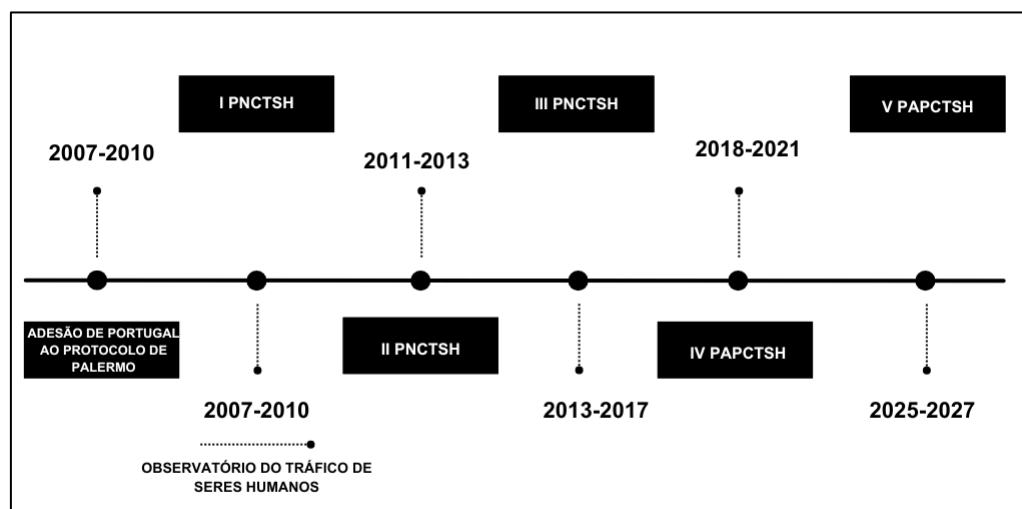 I PNCTSH
III PNCTSH
V PAPCTSH
2007-2010
2011-2013
2018-2021
ADESÃO DE PORTUGAL
AO PROTOCOLO DE
PALERMO
II PNCTSH
IV PAPCTSH
2007-2010
2013-2017
2025-2027
OBSERVATÓRIO DO TRÁFICO DE
SERES HUMANOS